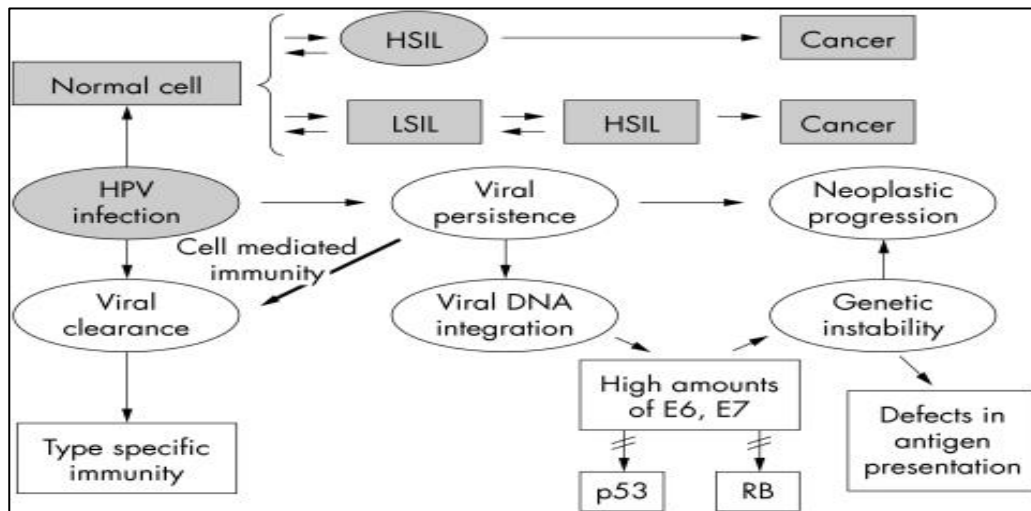 HSIL
Cancer
Normal cell
LSIL
HSIL
Cancer
HPV
infection
Viral
persistence
Neoplastic
progression
Cell mediated
immunity
Viral
clearance
Viral DNA
integration
Genetic
instability
High amounts
of E6, E7
Defects in
antigen
presentation
Type specific
immunity
p53
RB